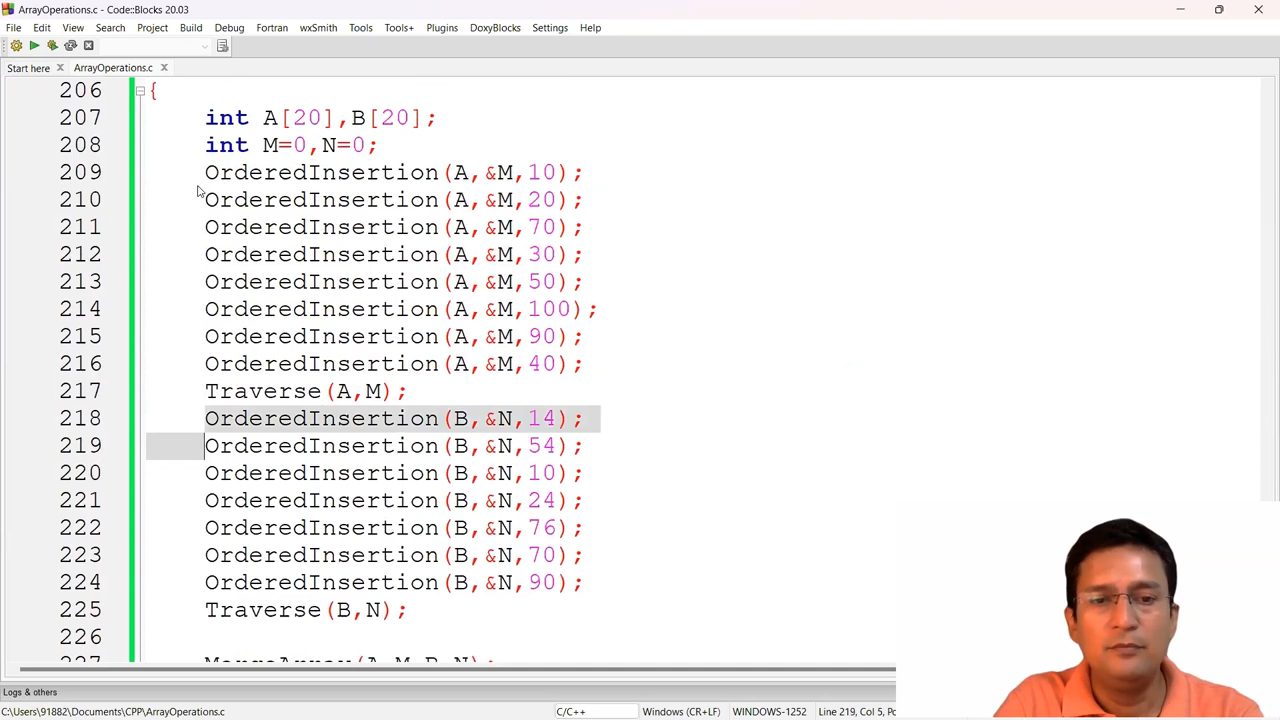 ArrayOperations.c - Code::Blocks 20.03
File Edit View Search Project Build Debug Fortran wxSmith Tools Tools+ Plugins DoxyBlocks Settings Help
Start here ArrayOperations.c
206 {
207 int A[20],B[20];
208 int M=0,N=0;
209 OrderedInsertion(A,&M,10);
210 OrderedInsertion(A,&M,20);
211 OrderedInsertion(A,&M,70);
212 OrderedInsertion(A,&M,30);
213 OrderedInsertion(A,&M,50);
214 OrderedInsertion(A,&M,100);
215 OrderedInsertion(A,&M,90);
216 OrderedInsertion(A,&M,40);
217 Traverse(A,M);
218 OrderedInsertion(B,&N,14);
219 OrderedInsertion(B,&N,54);
220 OrderedInsertion(B,&N,10);
221 OrderedInsertion(B,&N,24);
222 OrderedInsertion(B,&N,76);
223 OrderedInsertion(B,&N,70);
224 OrderedInsertion(B,&N,90);
225 Traverse(B,N);
226
227 MergeArray(A,M,B,N);
Logs & others
C:\Users\91882\Documents\CPP\ArrayOperations.c C/C++ Windows (CR+LF) WINDOWS-1252 Line 219, Col 5, Po